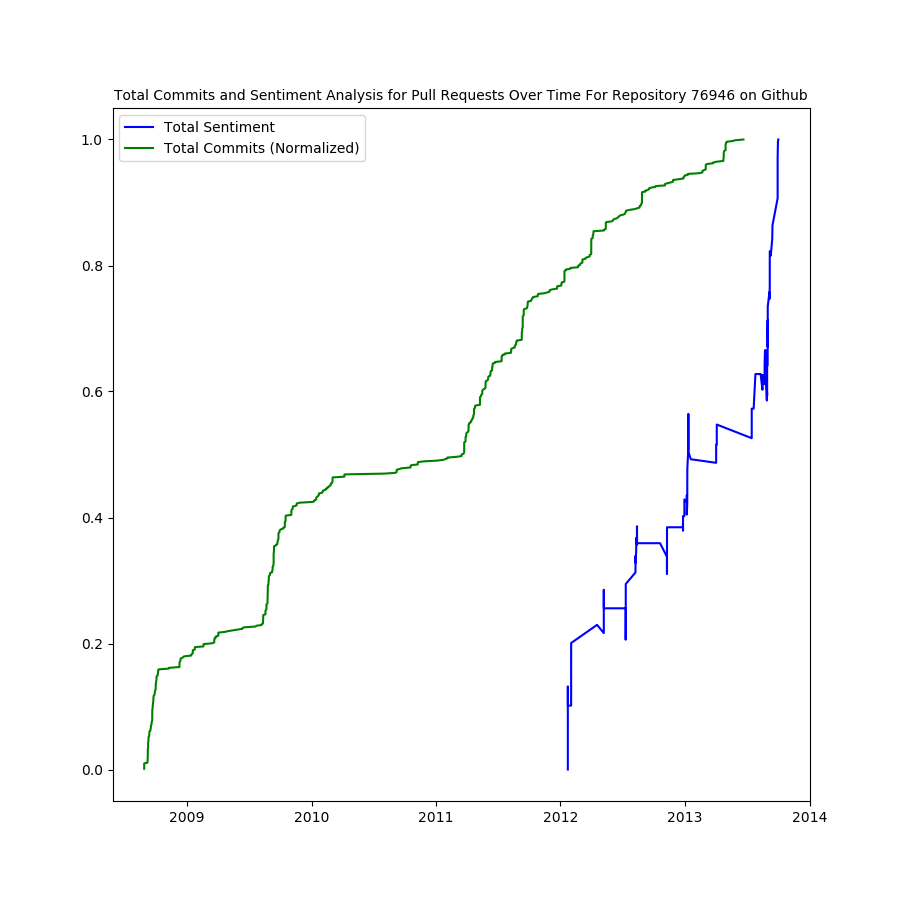 Total Commits and Sentiment Analysis for Pull Requests Over Time For Repository 76946 on Github
Total Sentiment
Total Commits (Normalized)
1.0
0.8
0.6
0.4
0.2
0.0
2009 2010 2011 2012 2013 2014